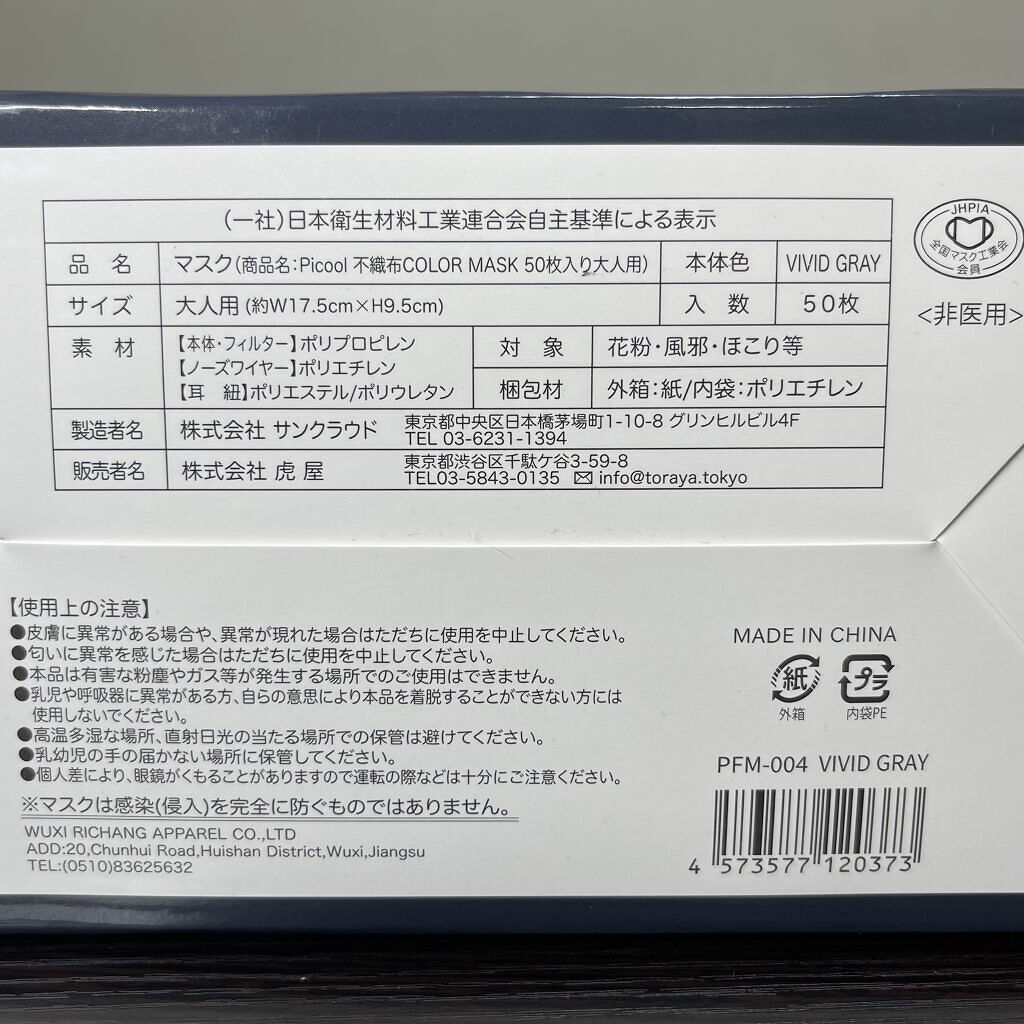 (一社)日本衛生材料工業連合会自主基準による表示
品 名 マスク(商品名:Picool 不織布COLOR MASK 50枚入り大人用) 本体色 VIVID GRAY
サイズ 大人用 (約W17.5cm×H9.5cm) 入 数 50枚
素 材 【本体・フィルター】ポリプロピレン
【ノーズワイヤー】ポリエチレン
【耳 紐】ポリエステル/ポリウレタン
対 象 花粉・風邪・ほこり等
梱包材 外箱:紙/内袋:ポリエチレン
製造者名 株式会社 サンクラウド 東京都中央区日本橋茅場町1-10-8 グリンヒルビル4F
TEL 03-6231-1394
販売者名 株式会社 虎屋 東京都渋谷区千駄ケ谷3-59-8
TEL03-5843-0135 ✉ info@toraya.tokyo
JHPIA
全国マスク工業会
会員
<非医用>
【使用上の注意】
●皮膚に異常がある場合や、異常が現れた場合はただちに使用を中止してください。
●匂いに異常を感じた場合はただちに使用を中止してください。
●本品は有害な粉塵やガス等が発生する場所でのご使用はできません。
●乳児や呼吸器に異常がある方、自らの意思により本品を着脱することができない方には
使用しないでください。
●高温多湿な場所、直射日光の当たる場所での保管は避けてください。
●乳幼児の手の届かない場所に保管してください。
●個人差により、眼鏡がくもることがありますので運転の際などは十分にご注意ください。
※マスクは感染(侵入)を完全に防ぐものではありません。
WUXI RICHANG APPAREL CO.,LTD
ADD:20,Chunhui Road,Huishan District,Wuxi,Jiangsu
TEL:(0510)83625632
MADE IN CHINA
紙 プラ
外箱 内袋PE
PFM-004 VIVID GRAY
4 573577 120373